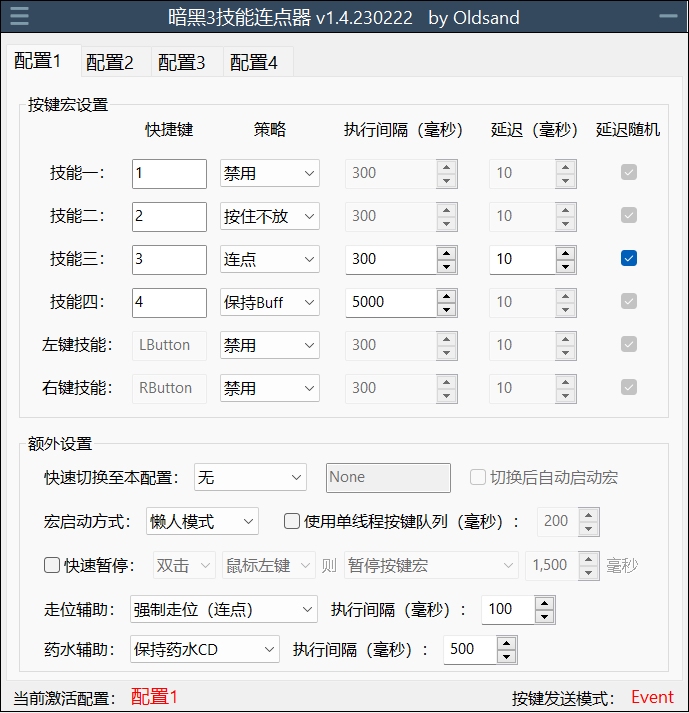 暗黑3技能连点器 v1.4.230222 by Oldsand
配置1 配置2 配置3 配置4
按键宏设置
快捷键 策略 执行间隔（毫秒） 延迟（毫秒） 延迟随机
技能一： 1 禁用 300 10
技能二： 2 按住不放 300 10
技能三： 3 连点 300 10
技能四： 4 保持Buff 5000 10
左键技能： LButton 禁用 300 10
右键技能： RButton 禁用 300 10
额外设置
快速切换至本配置： 无 None 切换后自动启动宏
宏启动方式： 懒人模式 使用单线程按键队列（毫秒）： 200
快速暂停： 双击 鼠标左键 则 暂停按键宏 1,500 毫秒
走位辅助： 强制走位（连点） 执行间隔（毫秒）： 100
药水辅助： 保持药水CD 执行间隔（毫秒）： 500
当前激活配置： 配置1 按键发送模式： Event